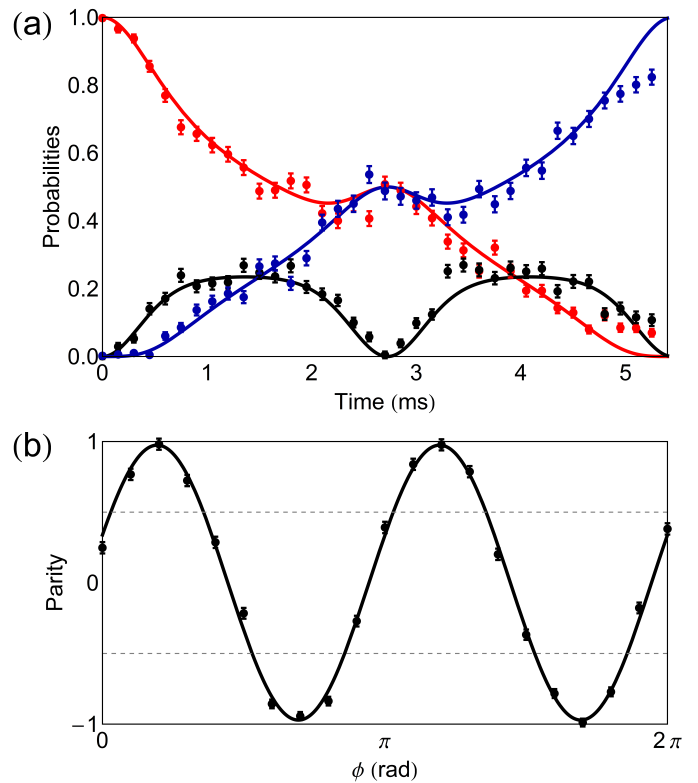 (a)
1.0
0.8
0.6
0.4
0.2
0.0
Probabilities
0 1 2 3 4 5
Time (ms)
(b)
1
0
−1
Parity
0 π 2 π
ϕ (rad)